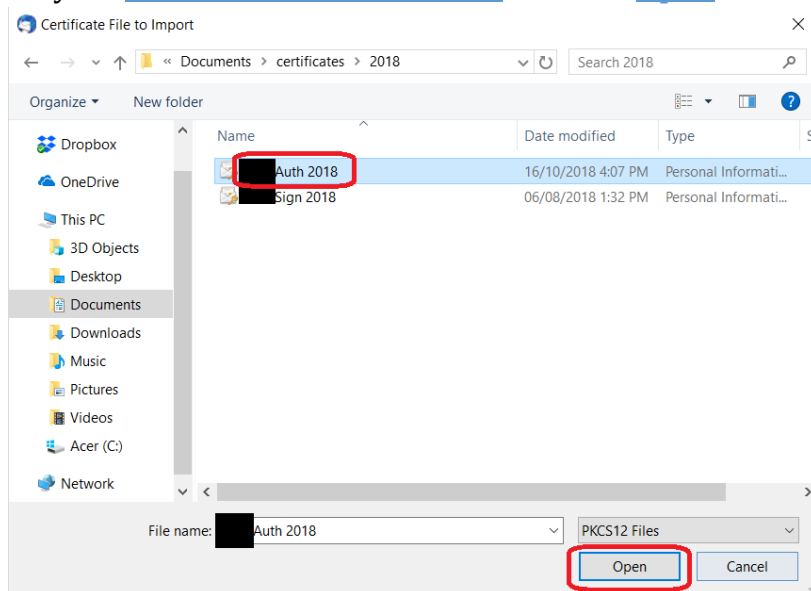 Certificate File to Import
« Documents > certificates > 2018
Search 2018
Organize
New folder
Name
Date modified
Type
Auth 2018
16/10/2018 4:07 PM
Personal Informati...
Sign 2018
06/08/2018 1:32 PM
Personal Informati...
Dropbox
OneDrive
This PC
3D Objects
Desktop
Documents
Downloads
Music
Pictures
Videos
Acer (C:)
Network
File name:
Auth 2018
PKCS12 Files
Open
Cancel